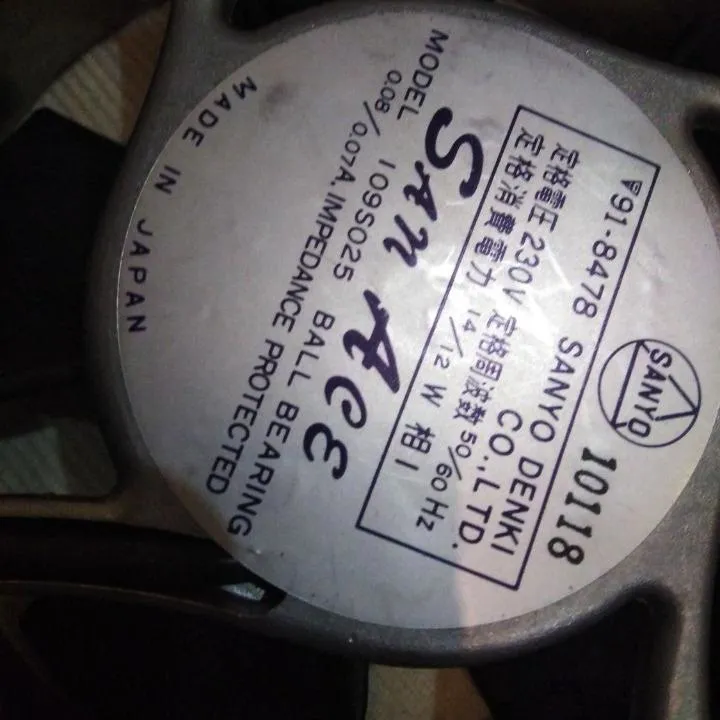 SANYO
10118
▽91-8478 SANYO DENKI
CO., LTD.
定格電圧 230V 定格周波数 50/60 Hz
定格消費電力 14/12 W 相 1
SAN ACE
MODEL 109S025 BALL BEARING
0.08/0.07A. IMPEDANCE PROTECTED
MADE IN JAPAN